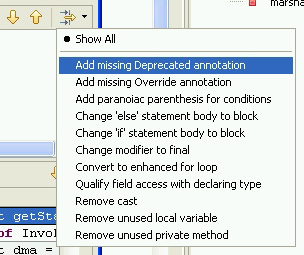 marsha
Show All
Add missing Deprecated annotation
Add missing Override annotation
Add paranoiac parenthesis for conditions
Change 'else' statement body to block
Change 'if' statement body to block
Change modifier to final
Convert to enhanced for loop
Qualify field access with declaring type
Remove cast
Remove unused local variable
Remove unused private method
t getSta
of Invol
t dma =